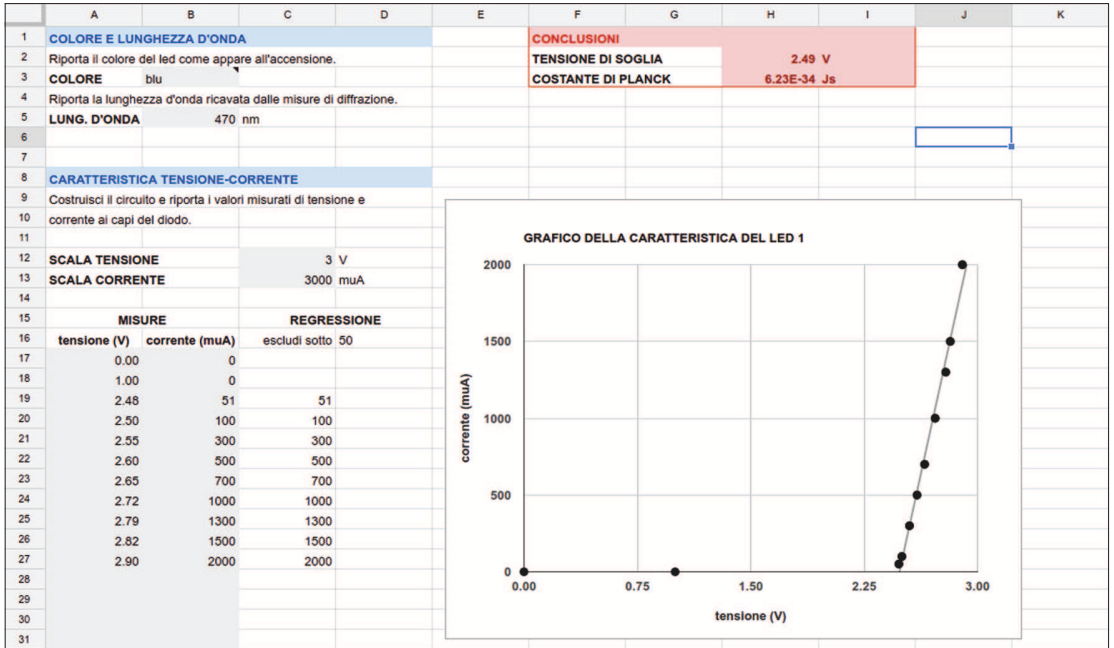 A B C D E F G H I J K
1 COLORE E LUNGHEZZA D'ONDA CONCLUSIONI
2 Riporta il colore del led come appare all'accensione. TENSIONE DI SOGLIA 2.49 V
3 COLORE blu COSTANTE DI PLANCK 6.23E-34 Js
4 Riporta la lunghezza d'onda ricavata dalle misure di diffrazione.
5 LUNG. D'ONDA 470 nm
6
7
8 CARATTERISTICA TENSIONE-CORRENTE
9 Costruisci il circuito e riporta i valori misurati di tensione e
10 corrente ai capi del diodo.
11
12 SCALA TENSIONE 3 V
13 SCALA CORRENTE 3000 muA
14
15 MISURE REGRESSIONE
16 tensione (V) corrente (muA) escludi sotto 50
17 0.00 0
18 1.00 0
19 2.48 51 51
20 2.50 100 100
21 2.55 300 300
22 2.60 500 500
23 2.65 700 700
24 2.72 1000 1000
25 2.79 1300 1300
26 2.82 1500 1500
27 2.90 2000 2000
28
29
30
31
GRAFICO DELLA CARATTERISTICA DEL LED 1
corrente (muA)
2000
1500
1000
500
0
0.00 0.75 1.50 2.25 3.00
tensione (V)